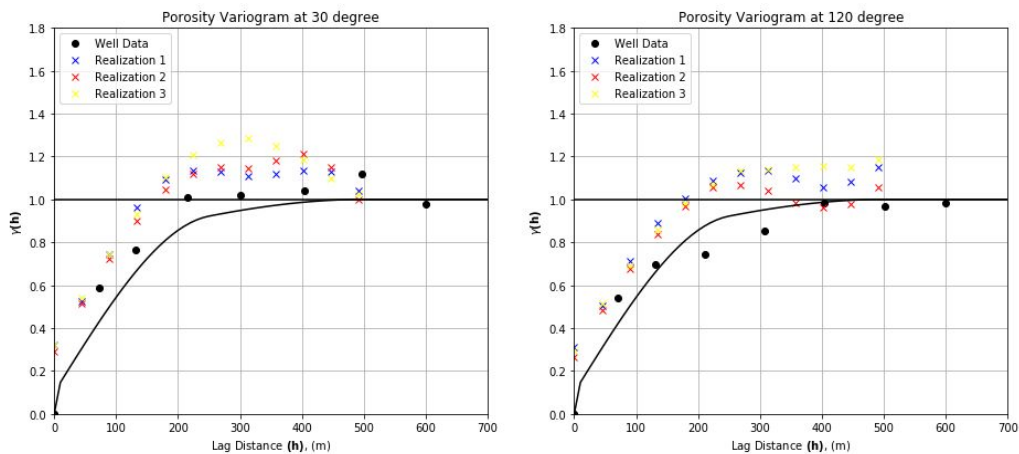 Porosity Variogram at 30 degree
1.8
1.6
1.4
1.2
1.0
0.8
0.6
0.4
0.2
0.0
γ(h)
Well Data
Realization 1
Realization 2
Realization 3
0 100 200 300 400 500 600 700
Lag Distance (h), (m)
Porosity Variogram at 120 degree
1.8
1.6
1.4
1.2
1.0
0.8
0.6
0.4
0.2
0.0
γ(h)
Well Data
Realization 1
Realization 2
Realization 3
0 100 200 300 400 500 600 700
Lag Distance (h), (m)